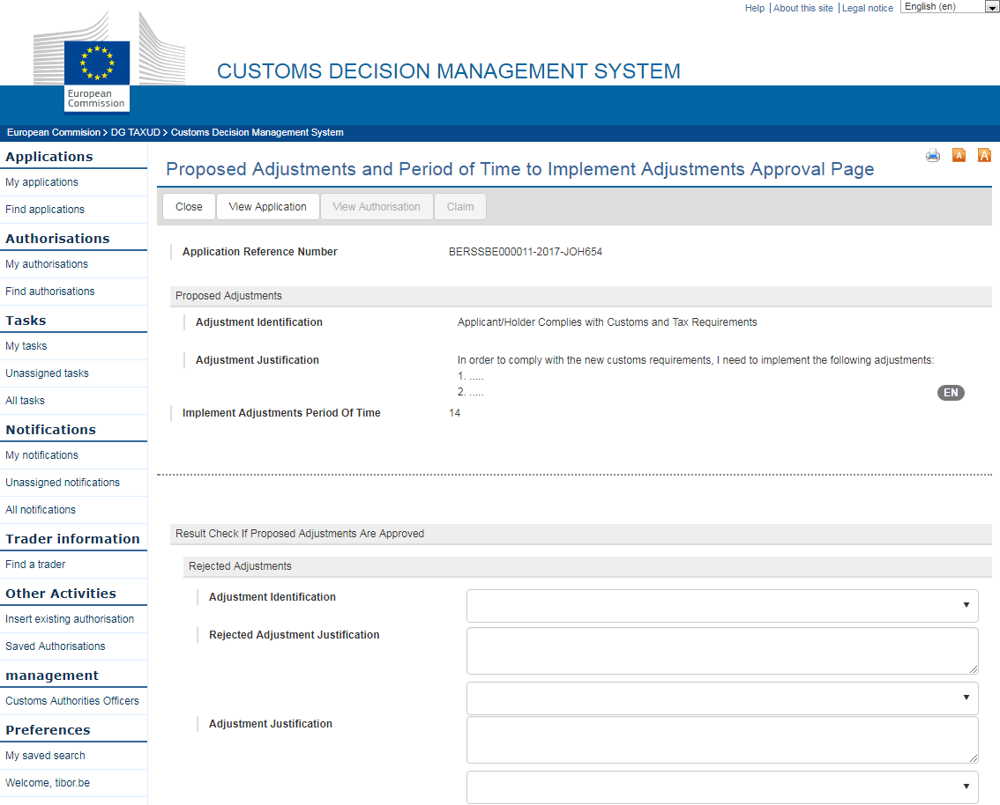 Help | About this site | Legal notice English (en)
CUSTOMS DECISION MANAGEMENT SYSTEM
European
Commission
European Commision > DG TAXUD > Customs Decision Management System
Applications
My applications
Find applications
Authorisations
My authorisations
Find authorisations
Tasks
My tasks
Unassigned tasks
All tasks
Notifications
My notifications
Unassigned notifications
All notifications
Trader information
Find a trader
Other Activities
Insert existing authorisation
Saved Authorisations
management
Customs Authorities Officers
Preferences
My saved search
Welcome, tibor.be
A A
Proposed Adjustments and Period of Time to Implement Adjustments Approval Page
Close View Application View Authorisation Claim
Application Reference Number BERSSBE000011-2017-JOH654
Proposed Adjustments
Adjustment Identification Applicant/Holder Complies with Customs and Tax Requirements
Adjustment Justification In order to comply with the new customs requirements, I need to implement the following adjustments:
1. .....
2. .....
EN
Implement Adjustments Period Of Time 14
Result Check If Proposed Adjustments Are Approved
Rejected Adjustments
Adjustment Identification
Rejected Adjustment Justification
Adjustment Justification